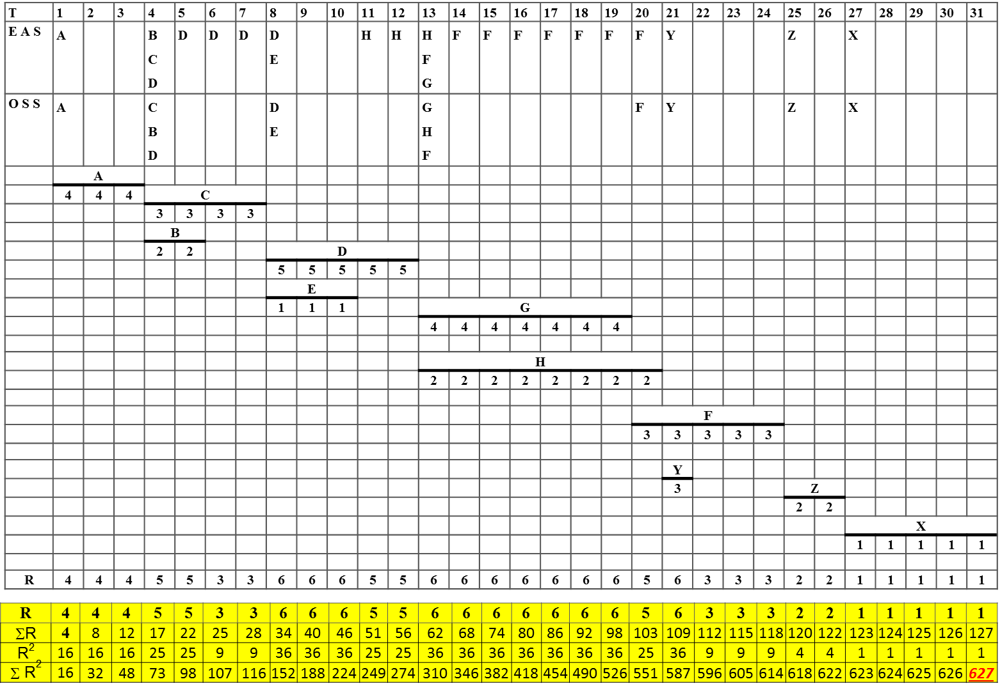 T 1 2 3 4 5 6 7 8 9 10 11 12 13 14 15 16 17 18 19 20 21 22 23 24 25 26 27 28 29 30 31
E A S A B D D D D H H H F F F F F F F Y Z X
C E F
D G
O S S A C D G F Y Z X
B E H
D F
A
4 4 4 C
3 3 3 3
B
2 2 D
5 5 5 5 5
E
1 1 1 G
4 4 4 4 4 4 4
H
2 2 2 2 2 2 2 2
F
3 3 3 3 3
Y
3 Z
2 2
X
1 1 1 1 1
R 4 4 4 5 5 3 3 6 6 6 5 5 6 6 6 6 6 6 6 5 6 3 3 3 2 2 1 1 1 1 1
R 4 4 4 5 5 3 3 6 6 6 5 5 6 6 6 6 6 6 6 5 6 3 3 3 2 2 1 1 1 1 1
ΣR 4 8 12 17 22 25 28 34 40 46 51 56 62 68 74 80 86 92 98 103 109 112 115 118 120 122 123 124 125 126 127
R² 16 16 16 25 25 9 9 36 36 36 25 25 36 36 36 36 36 36 36 25 36 9 9 9 4 4 1 1 1 1 1
Σ R² 16 32 48 73 98 107 116 152 188 224 249 274 310 346 382 418 454 490 526 551 587 596 605 614 618 622 623 624 625 626 627